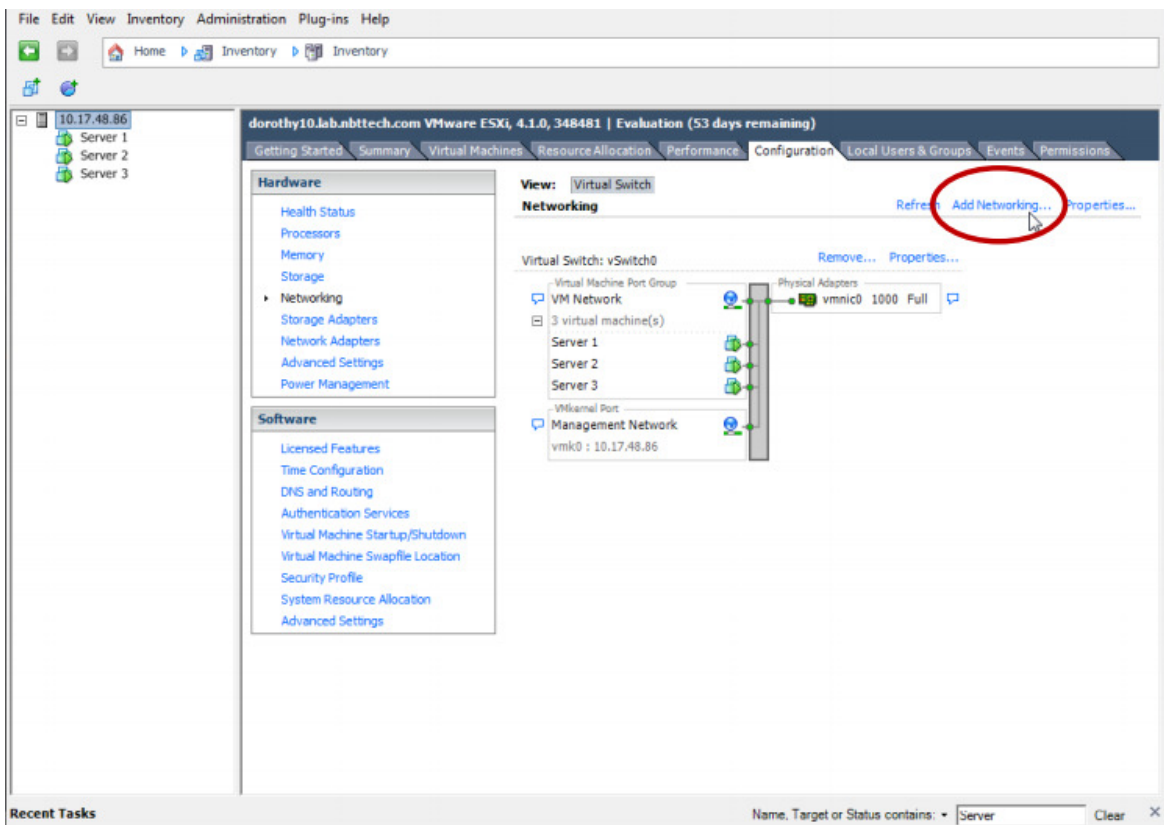 File Edit View Inventory Administration Plug-ins Help
Home Inventory Inventory
10.17.48.86
Server 1
Server 2
Server 3
dorothy10.lab.nbttech.com VMware ESXi, 4.1.0, 348481 | Evaluation (53 days remaining)
Getting Started Summary Virtual Machines Resource Allocation Performance Configuration Local Users & Groups Events Permissions
Hardware
Health Status
Processors
Memory
Storage
Networking
Storage Adapters
Network Adapters
Advanced Settings
Power Management
Software
Licensed Features
Time Configuration
DNS and Routing
Authentication Services
Virtual Machine Startup/Shutdown
Virtual Machine Swapfile Location
Security Profile
System Resource Allocation
Advanced Settings
View: Virtual Switch
Networking
Refresh Add Networking... Properties...
Virtual Switch: vSwitch0 Remove... Properties...
Virtual Machine Port Group
VM Network
3 virtual machine(s)
Server 1
Server 2
Server 3
VMkernel Port
Management Network
vmk0 : 10.17.48.86
Physical Adapters
vmnic0 1000 Full
Recent Tasks
Name, Target or Status contains: Server Clear